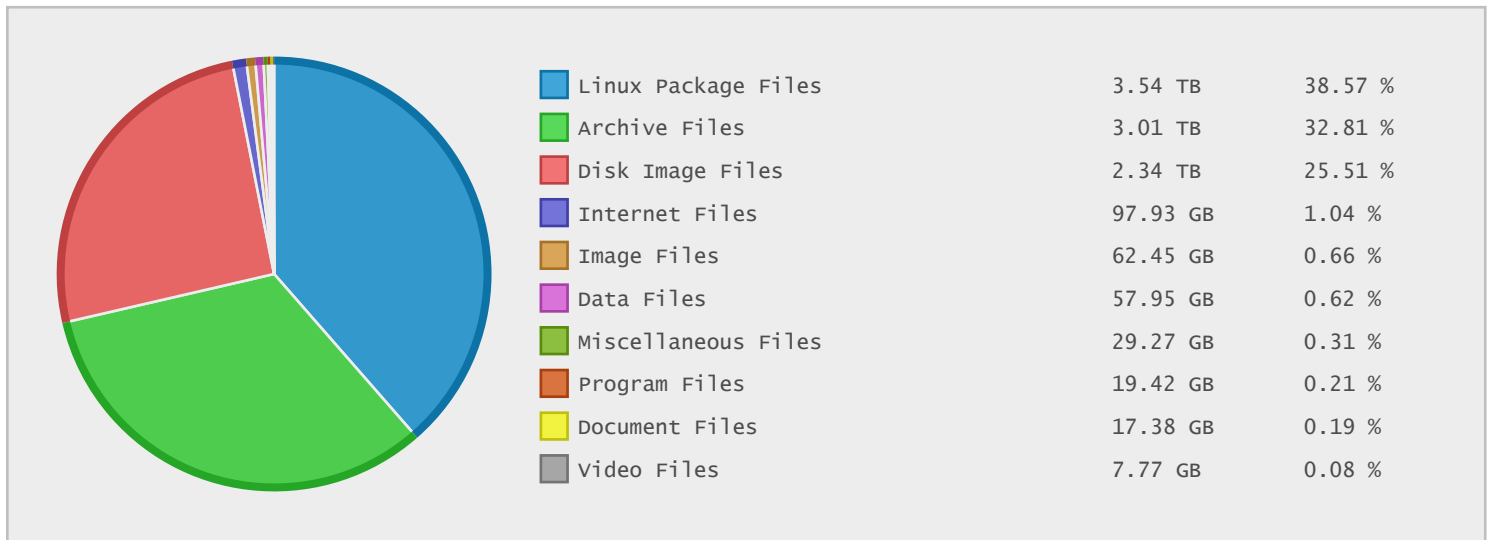 Linux Package Files 3.54 TB 38.57 %
Archive Files 3.01 TB 32.81 %
Disk Image Files 2.34 TB 25.51 %
Internet Files 97.93 GB 1.04 %
Image Files 62.45 GB 0.66 %
Data Files 57.95 GB 0.62 %
Miscellaneous Files 29.27 GB 0.31 %
Program Files 19.42 GB 0.21 %
Document Files 17.38 GB 0.19 %
Video Files 7.77 GB 0.08 %